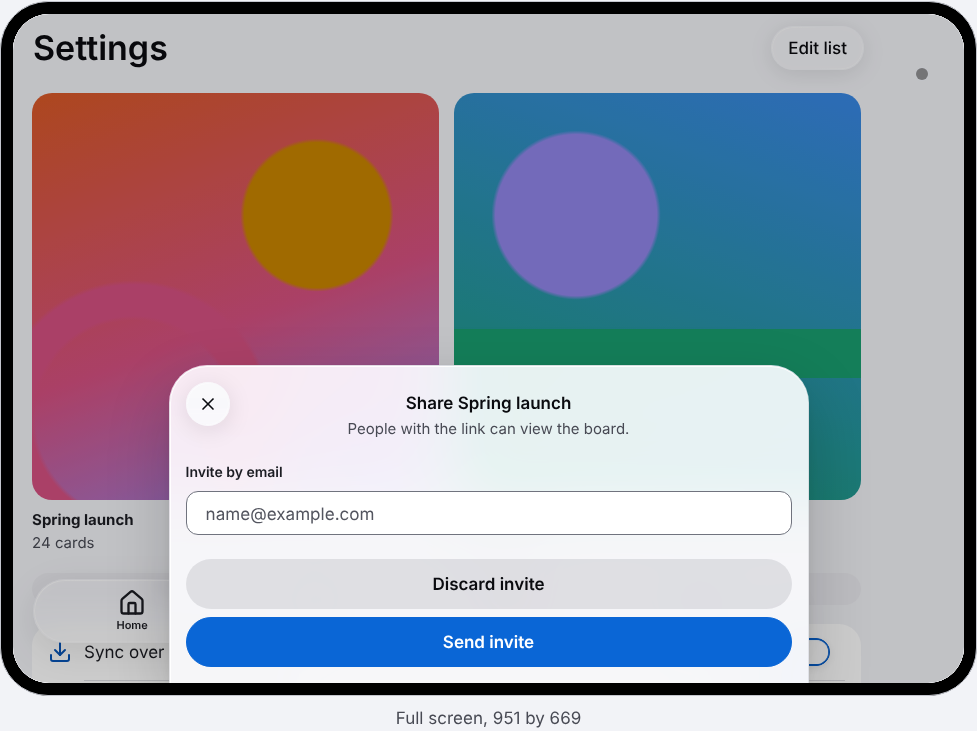 Settings
Edit list
Share Spring launch
People with the link can view the board.
Invite by email
name@example.com
Spring launch
24 cards
Discard invite
Home
Send invite
Sync over
Full screen, 951 by 669